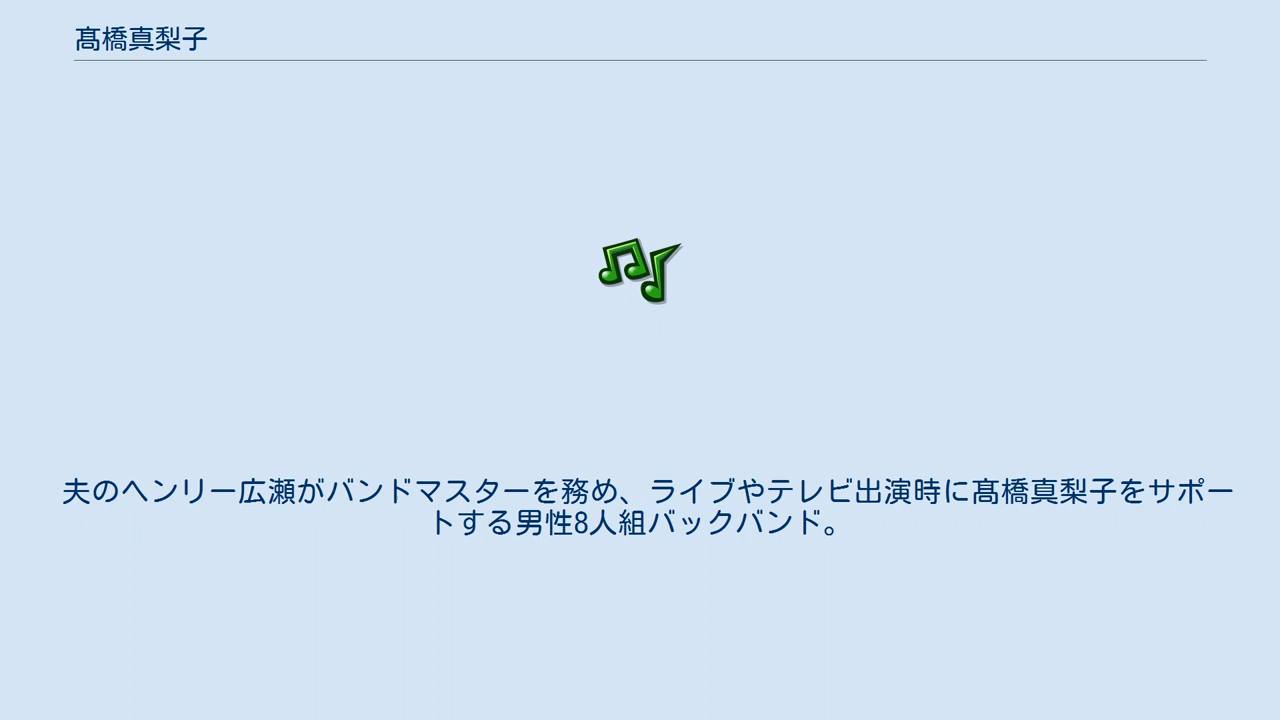 髙橋真梨子
夫のヘンリー広瀬がバンドマスターを務め、ライブやテレビ出演時に髙橋真梨子をサポー
トする男性8人組バックバンド。